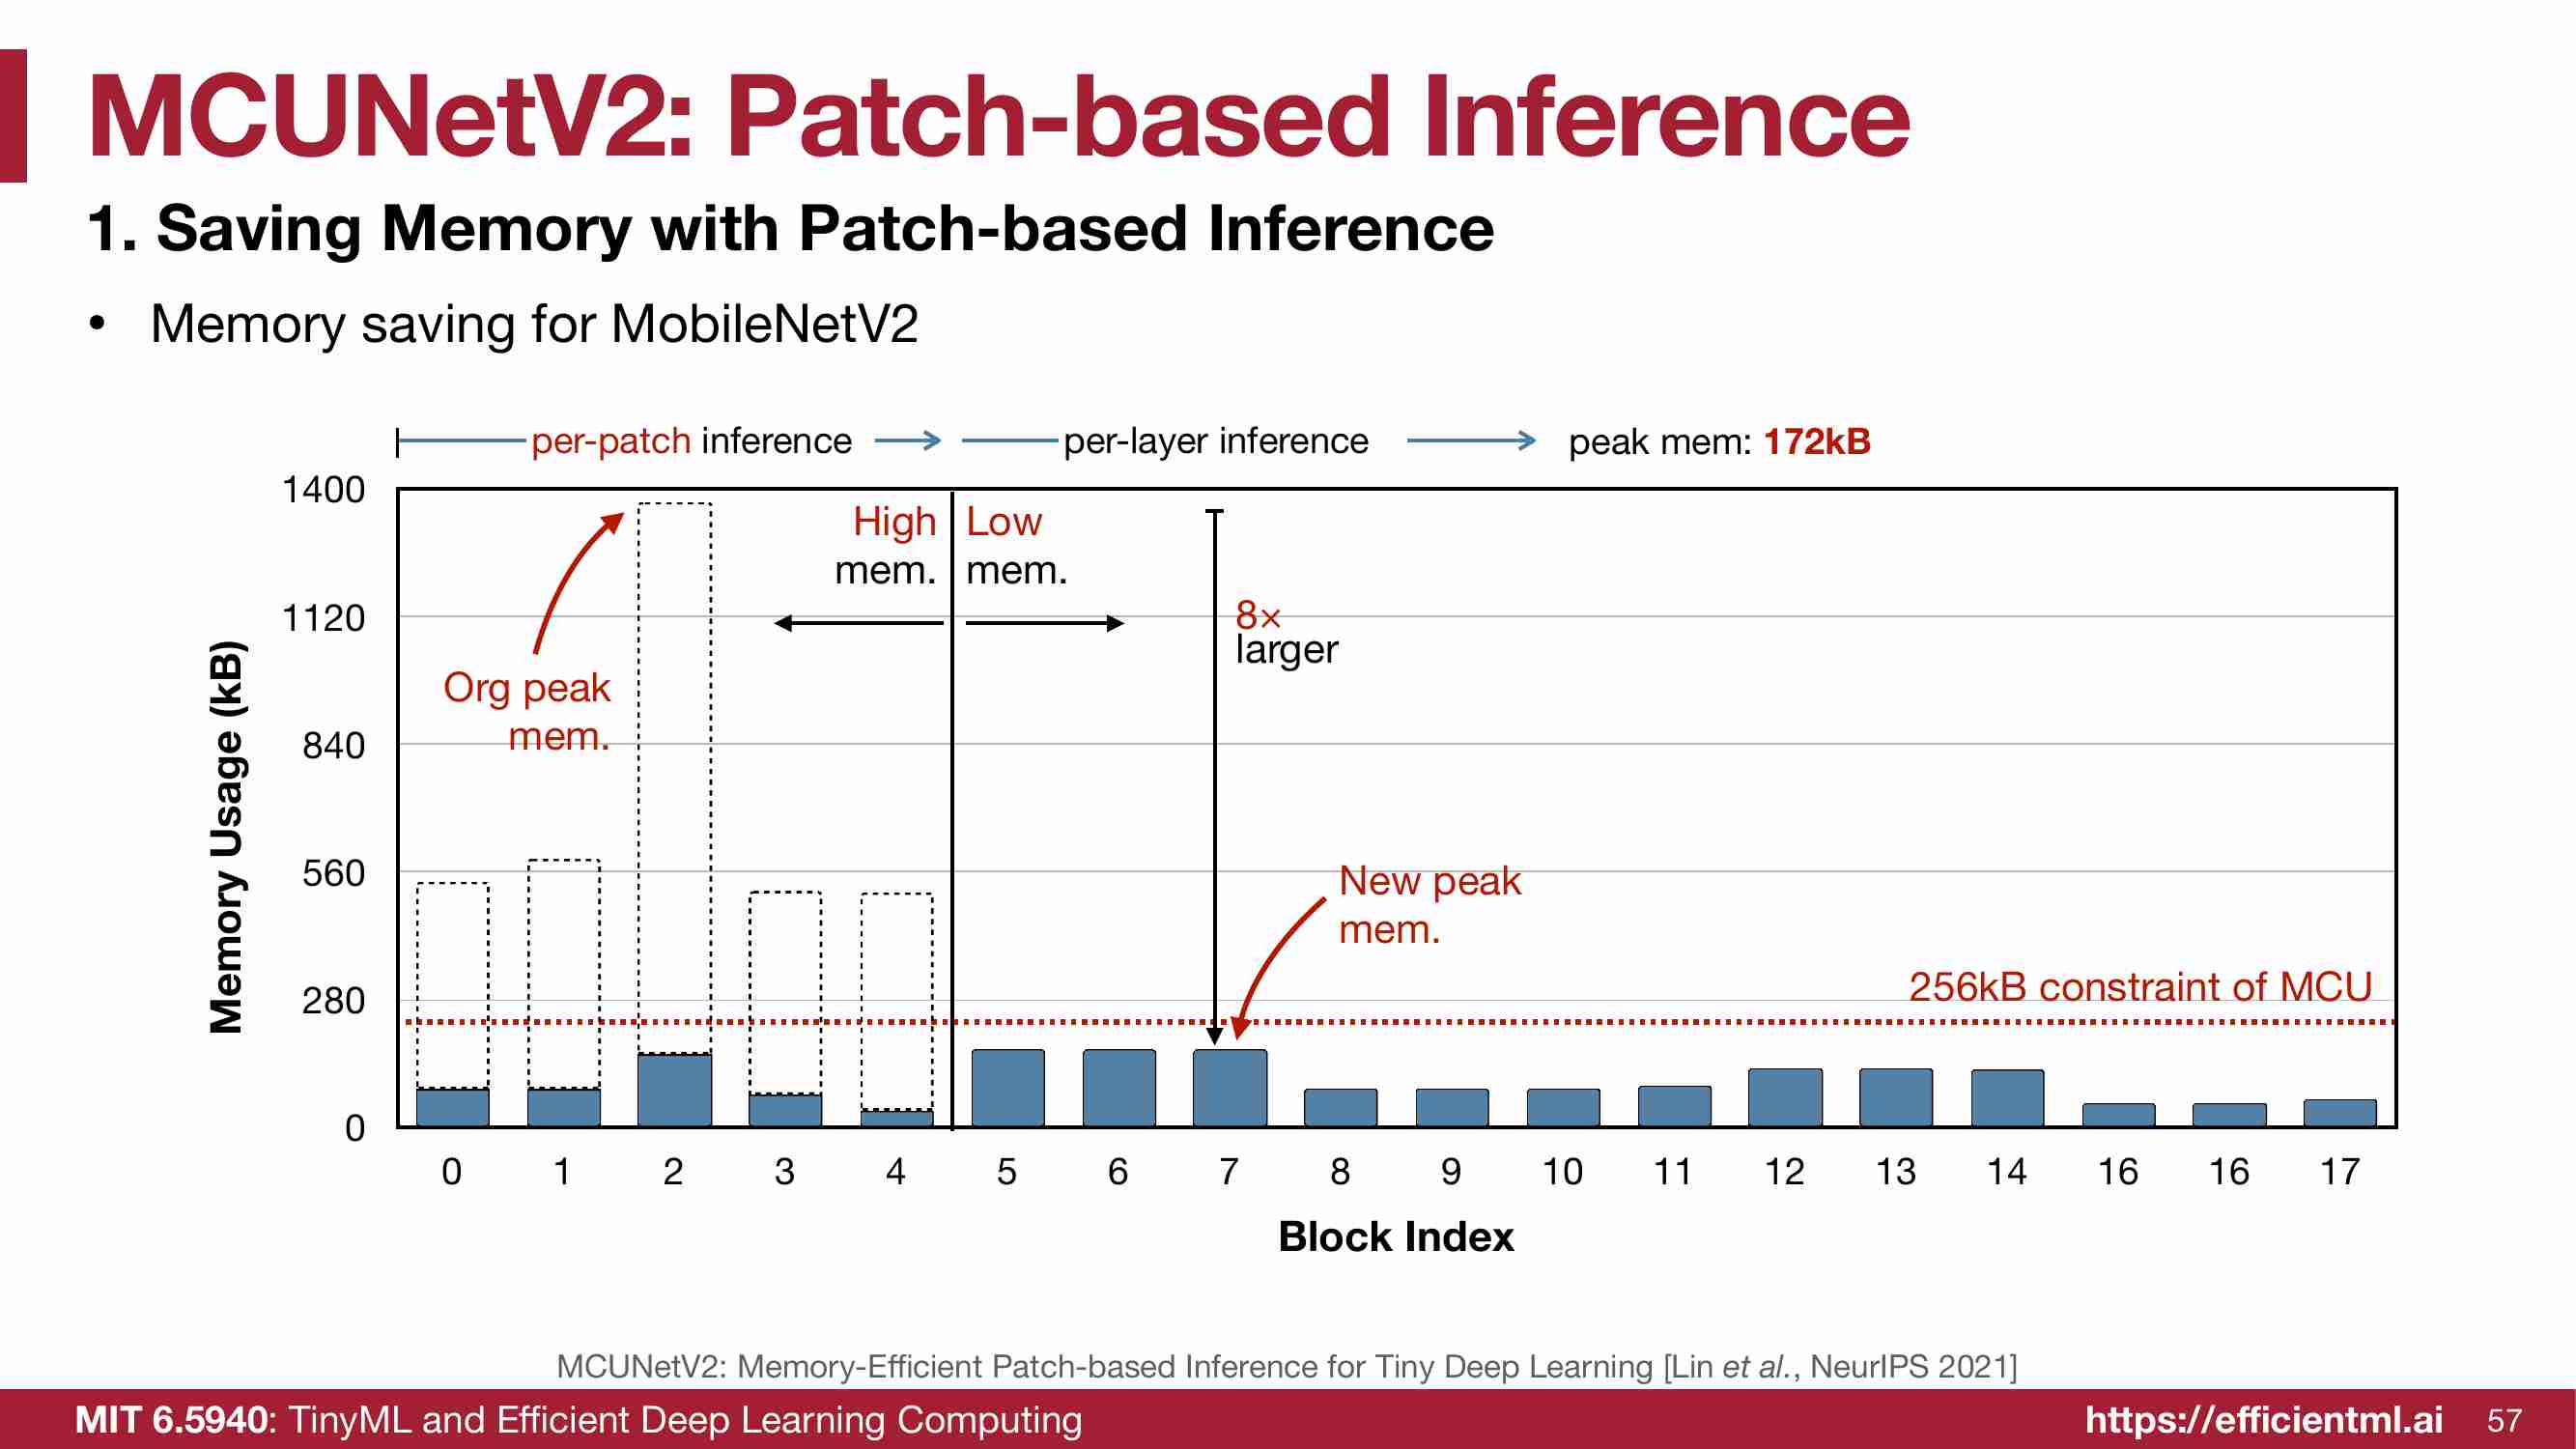 MCUNetV2: Patch-based Inference
1. Saving Memory with Patch-based Inference
• Memory saving for MobileNetV2
per-patch inference
per-layer inference
peak mem: 172kB
1400
1120
840
560
280
0
Memory Usage (kB)
High mem.
Low mem.
Org peak
mem.
8×
larger
New peak
mem.
256kB constraint of MCU
0 1 2 3 4 5 6 7 8 9 10 11 12 13 14 16 16 17
Block Index
MCUNetV2: Memory-Efficient Patch-based Inference for Tiny Deep Learning [Lin et al., NeurIPS 2021]
MIT 6.5940: TinyML and Efficient Deep Learning Computing
https://efficientml.ai 57